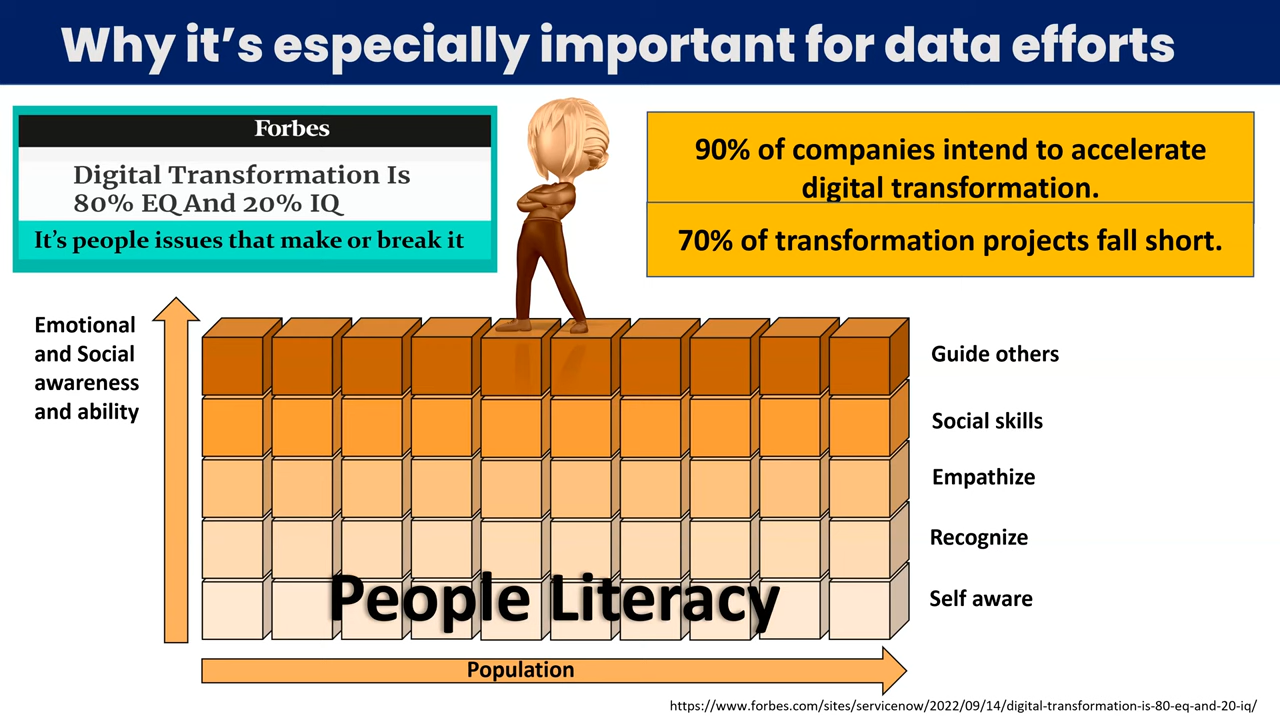 Why it's especially important for data efforts
Forbes
Digital Transformation Is
80% EQ And 20% IQ
It's people issues that make or break it
90% of companies intend to accelerate
digital transformation.
70% of transformation projects fall short.
Emotional
and Social
awareness
and ability
Guide others
Social skills
Empathize
Recognize
Self aware
People Literacy
Population
https://www.forbes.com/sites/servicenow/2022/09/14/digital-transformation-is-80-eq-and-20-iq/